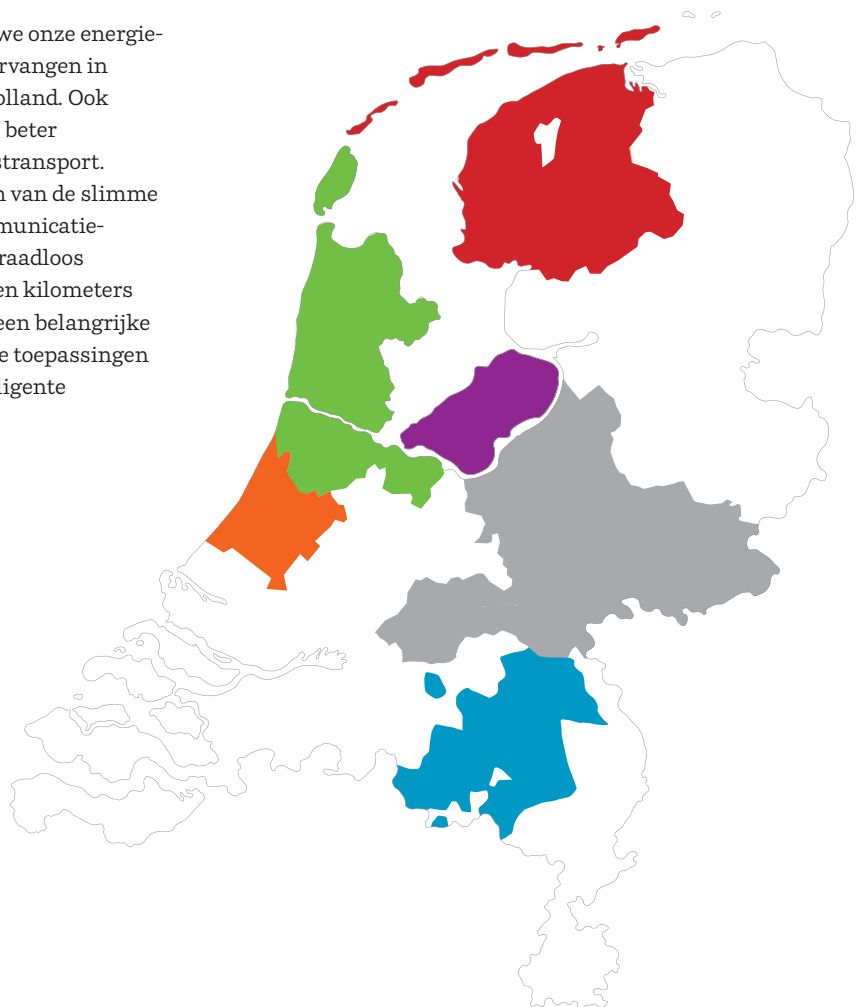 we onze energie-
rvangen in
olland. Ook
beter
stransport.
n van de slimme
municatie-
raadloos
en kilometers
een belangrijke
e toepassingen
ligente